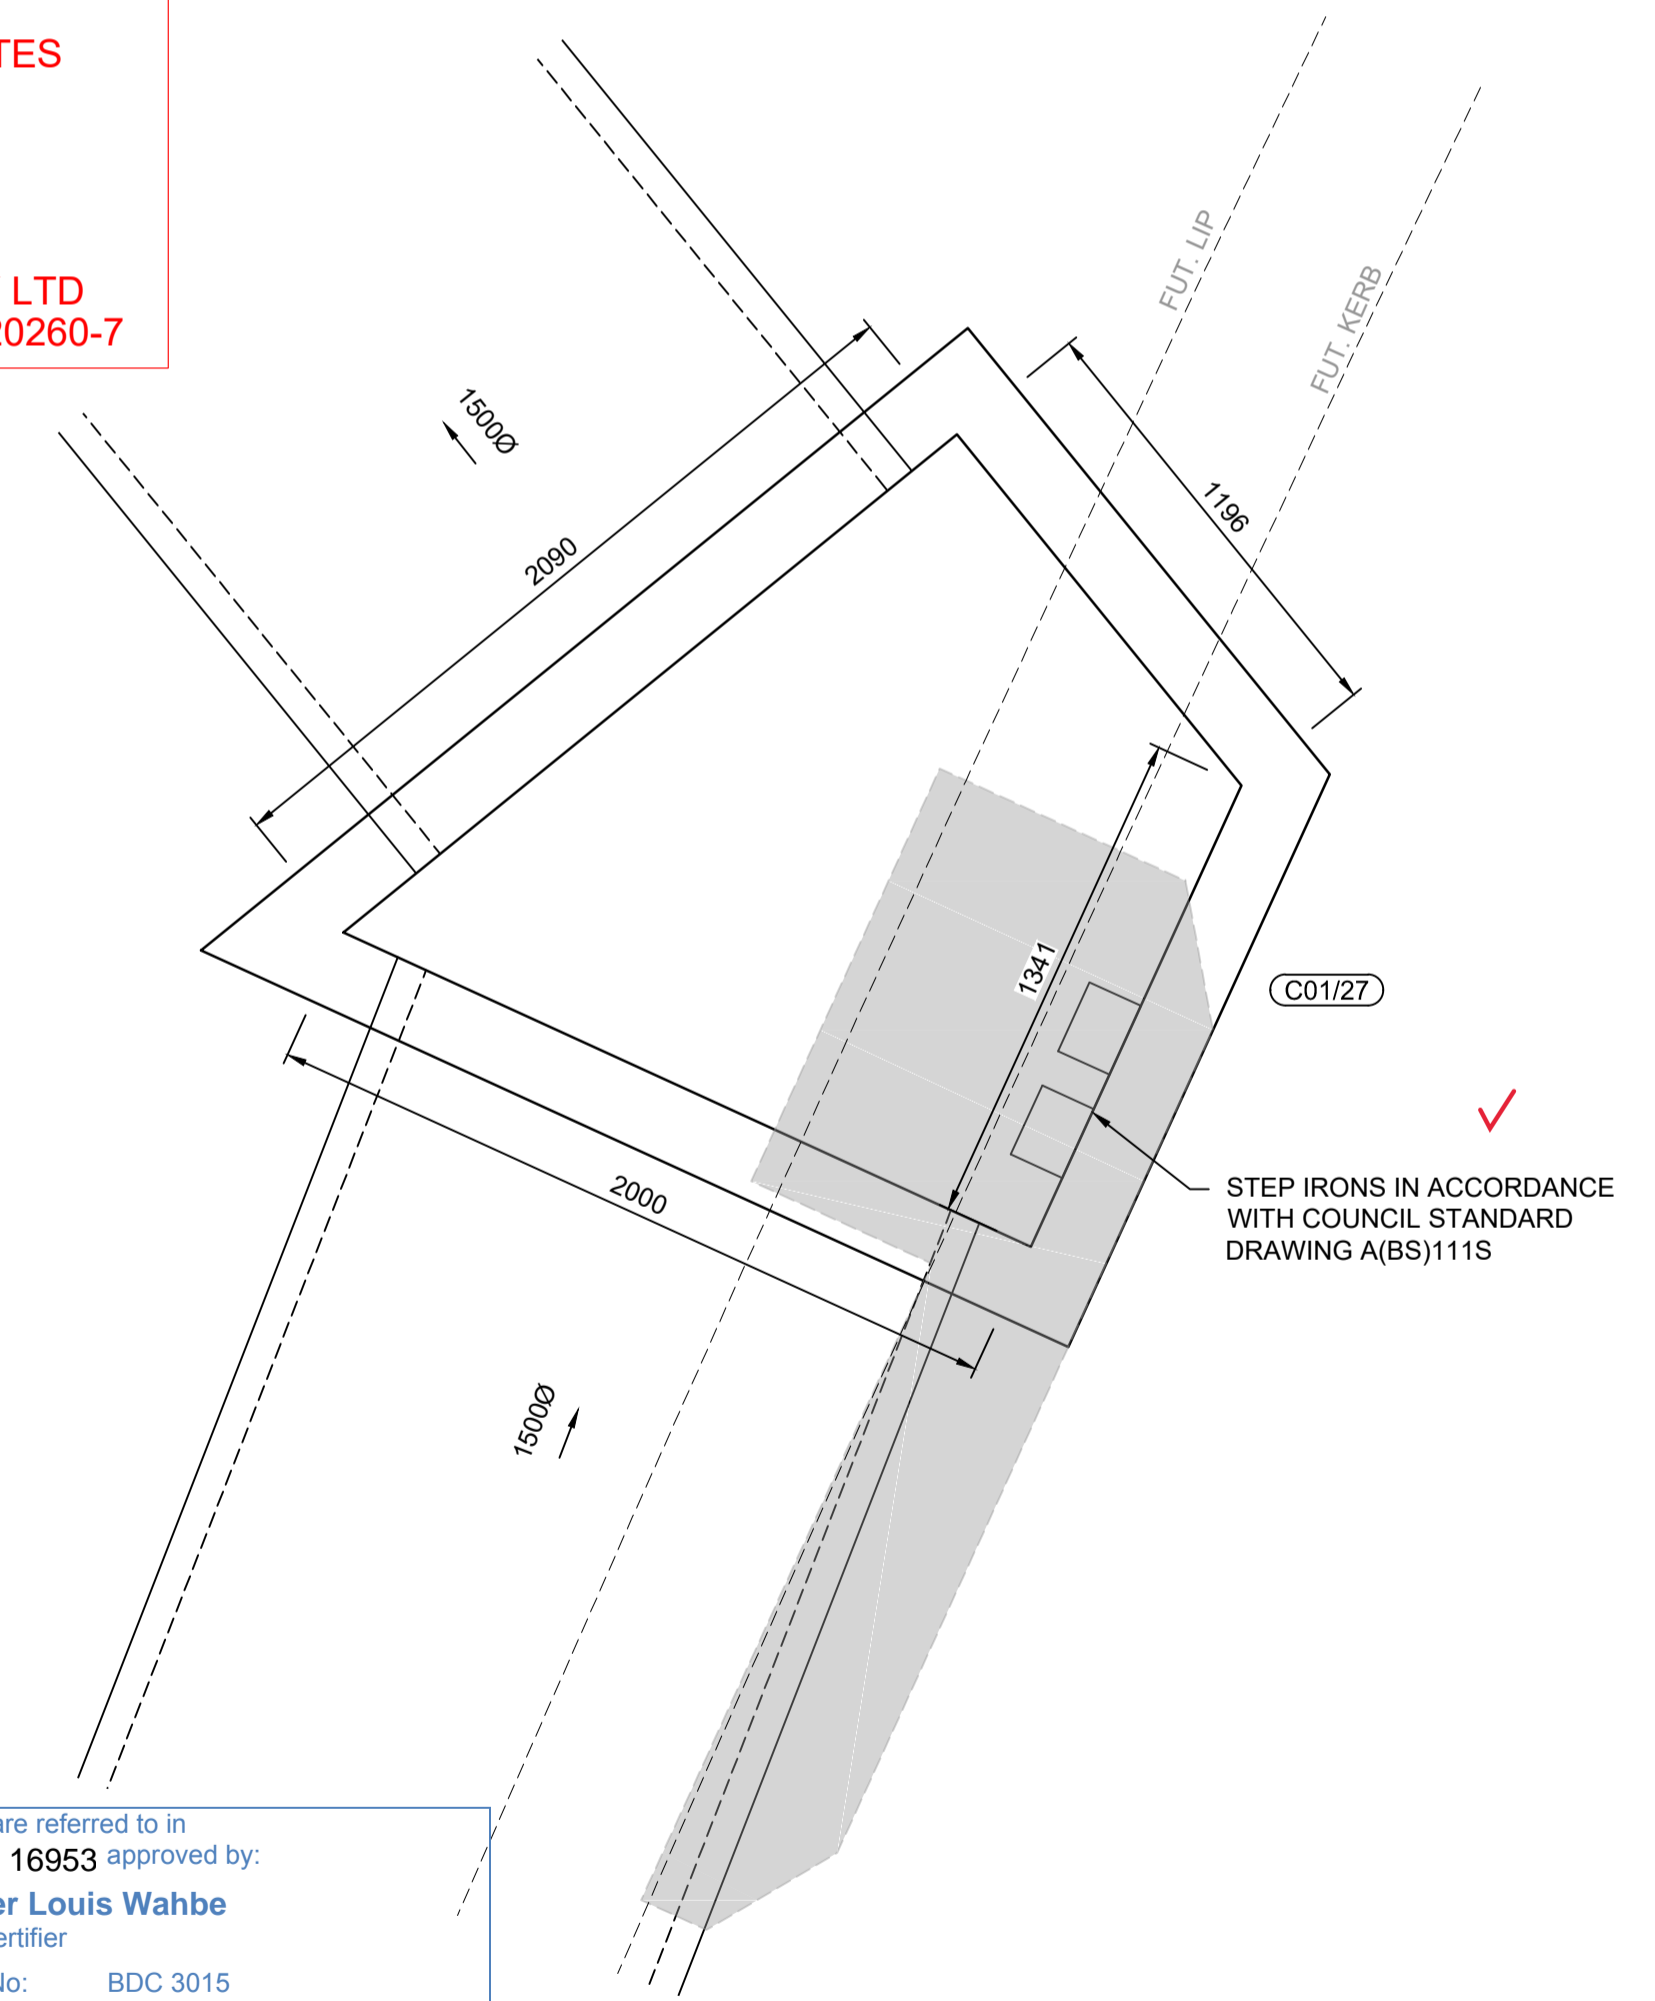 TES
LTD
20260-7
FUT. LIP
FUT. KERB
1500Ø
1196
2090
1341
C01/27
STEP IRONS IN ACCORDANCE
WITH COUNCIL STANDARD
DRAWING A(BS)111S
2000
1500Ø
are referred to in
16953 approved by:
er Louis Wahbe
ertifier
No: BDC 3015